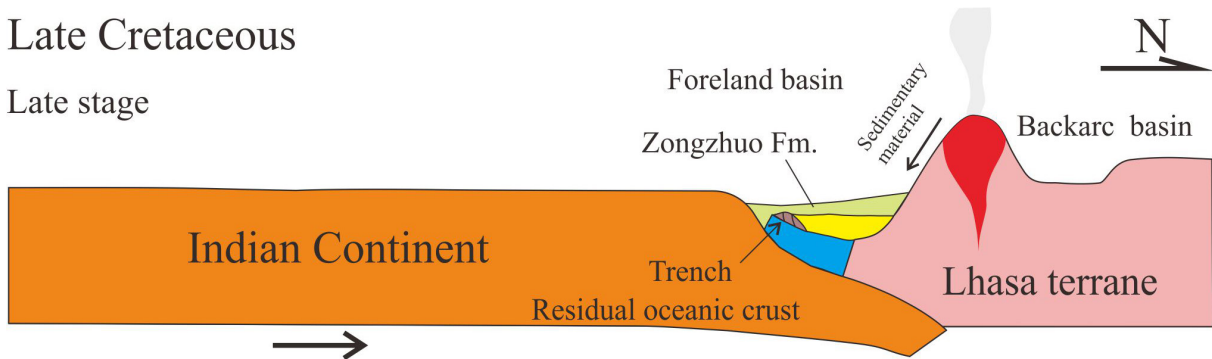 Late Cretaceous
Late stage
Foreland basin
Zongzhuo Fm.
Sedimentary
material
N
Backarc basin
Indian Continent
Trench
Residual oceanic crust
Lhasa terrane